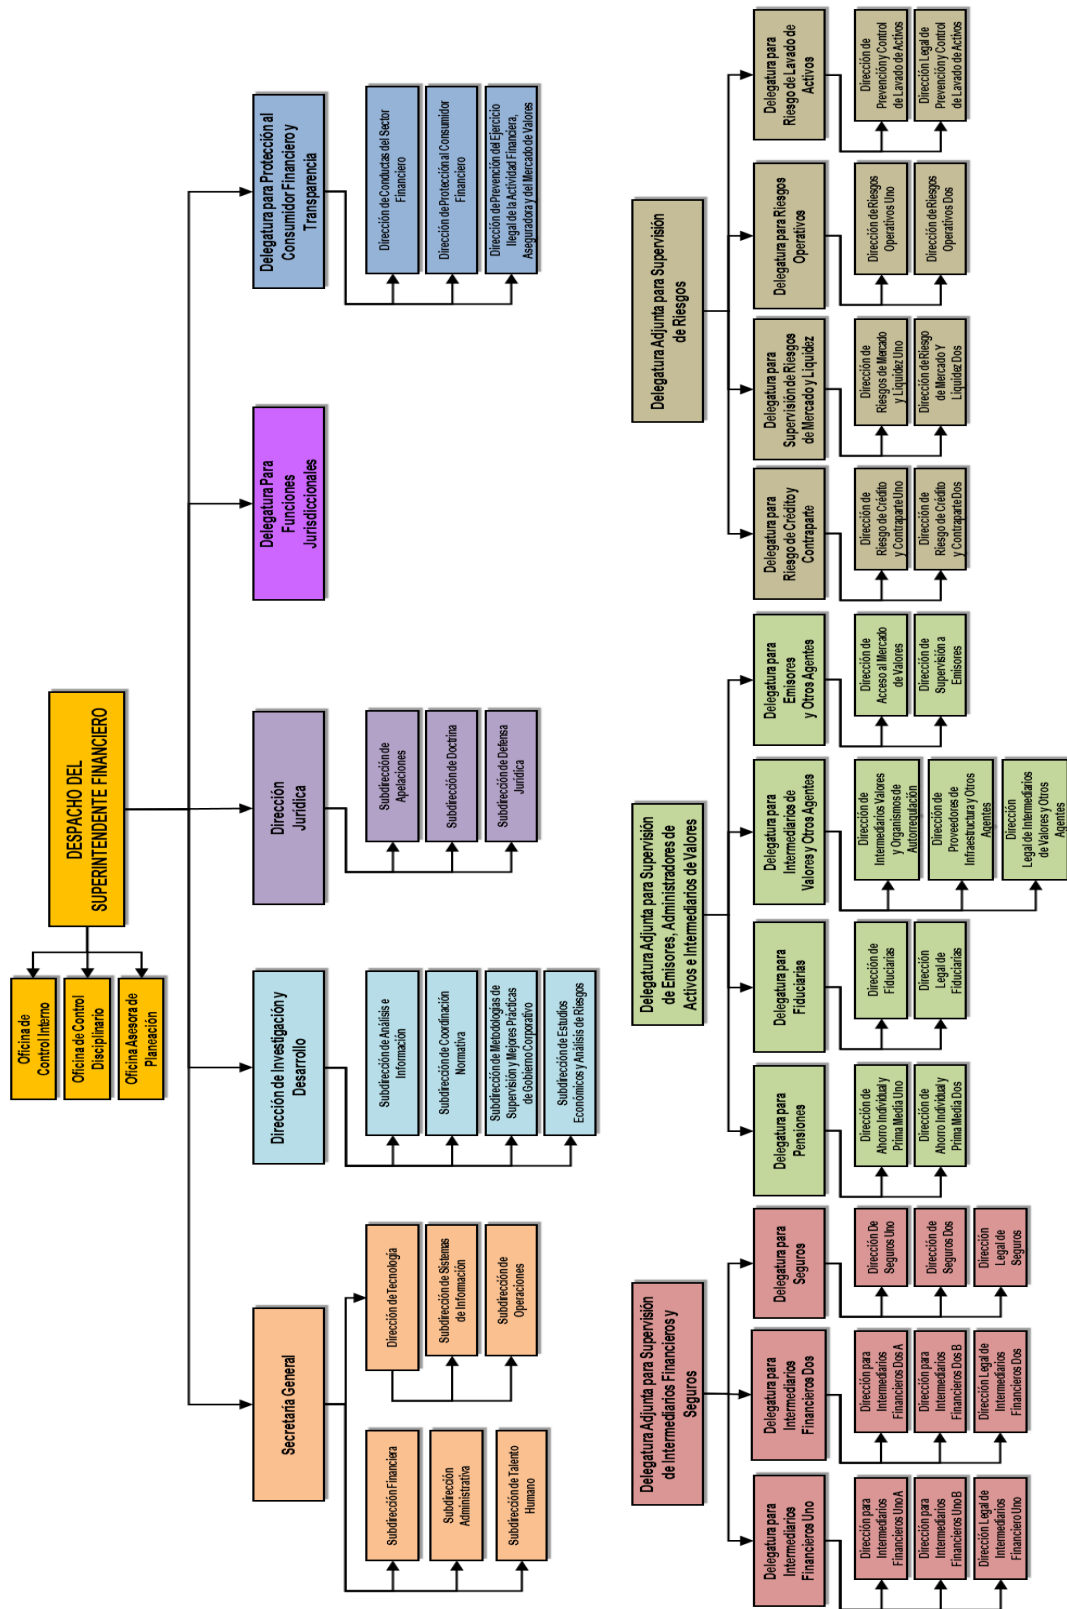 DESPACHO DEL
SUPERINTENDENTE FINANCIERO
Oficina de
Control Interno
Oficina de Control
Disciplinario
Oficina Asesora de
Planeación
Secretaría General
Subdirección Financiera
Subdirección
Administrativa
Subdirección de Talento
Humano
Dirección de Tecnología
Subdirección de Sistemas
de Información
Subdirección de
Operaciones
Dirección de Investigación y
Desarrollo
Subdirección de Análisis e
Información
Subdirección de Coordinación
Normativa
Subdirección de Metodologías de
Supervisión y Mejores Prácticas
de Gobierno Corporativo
Subdirección de Estudios
Económicos y Análisis de Riesgos
Dirección
Jurídica
Subdirección de
Apelaciones
Subdirección de Doctrina
Subdirección de Defensa
Jurídica
Delegatura Para
Funciones
Jurisdiccionales
Delegatura para Protección al
Consumidor Financiero y
Transparencia
Dirección de Conductas del Sector
Financiero
Dirección de Protección al Consumidor
Financiero
Dirección de Prevención del Ejercicio
Ilegal de la Actividad Financiera,
Aseguradora y del Mercado de Valores
Delegatura Adjunta para Supervisión
de Intermediarios Financieros y
Seguros
Delegatura para
Intermediarios
Financieros Uno
Dirección para
Intermediarios
Financieros Uno A
Dirección para
Intermediarios
Financieros Uno B
Dirección Legal de
Intermediarios
Financiero Uno
Delegatura para
Intermediarios
Financieros Dos
Dirección para
Intermediarios
Financieros Dos A
Dirección para
Intermediarios
Financieros Dos B
Dirección Legal de
Intermediarios
Financieros Dos
Delegatura para
Seguros
Dirección De
Seguros Uno
Dirección de
Seguros Dos
Dirección
Legal de
Seguros
Delegatura Adjunta para Supervisión
de Emisores, Administradores de
Activos e Intermediarios de Valores
Delegatura para
Pensiones
Dirección de
Ahorro Individual y
Prima Media Uno
Dirección de
Ahorro Individual y
Prima Media Dos
Delegatura para
Fiduciarias
Dirección de
Fiduciarias
Dirección
Legal de
Fiduciarias
Delegatura para
Intermediarios de
Valores y Otros Agentes
Dirección de
Intermediarios Valores
y Organismos de
Autorregulación
Dirección de
Proveedores de
Infraestructura y Otros
Agentes
Dirección
Legal de Intermediarios
de Valores y Otros
Agentes
Delegatura para
Emisores
y Otros Agentes
Dirección de
Acceso al Mercado
de Valores
Dirección de
Supervisión a
Emisores
Delegatura Adjunta para Supervisión
de Riesgos
Delegatura para
Riesgo de Crédito y
Contraparte
Dirección de
Riesgo de Crédito
y Contraparte Uno
Dirección de
Riesgo de Crédito
y Contraparte Dos
Delegatura para
Supervisión de Riesgos
de Mercado y Liquidez
Dirección de
Riesgos de Mercado
y Liquidez Uno
Dirección de Riesgo
de Mercado Y
Liquidez Dos
Delegatura para Riesgos
Operativos
Dirección de Riesgos
Operativos Uno
Dirección de Riesgos
Operativos Dos
Delegatura para
Riesgo de Lavado de
Activos
Dirección de
Prevención y Control
de Lavado de Activos
Dirección Legal de
Prevención y Control
de Lavado de Activos